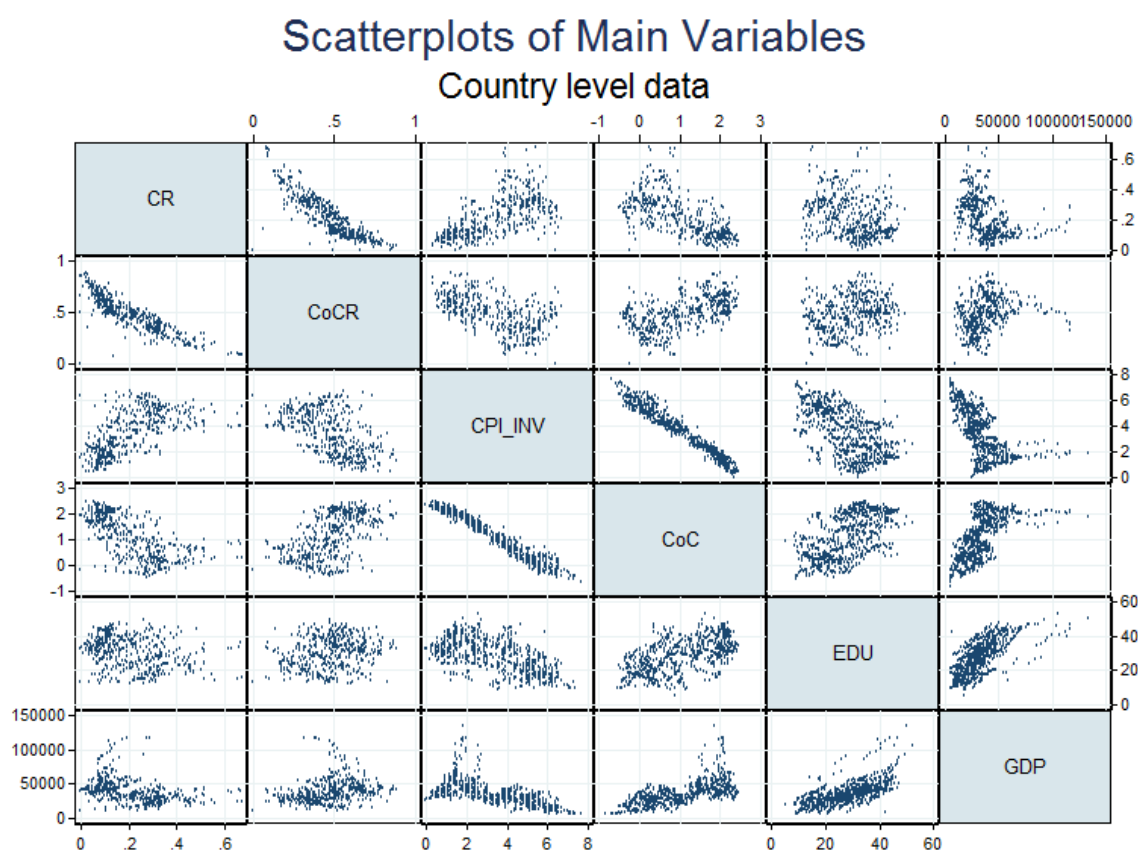 Scatterplots of Main Variables
Country level data
0 .5 1 -1 0 1 2 3 0 50000 100000 150000
CR
.6
.4
.2
0
1
.5
0
CoCR
CPI_INV
8
6
4
2
0
3
2
1
0
-1
CoC
EDU
60
40
20
0
150000
100000
50000
0
GDP
0 .2 .4 .6 0 2 4 6 8 0 20 40 60